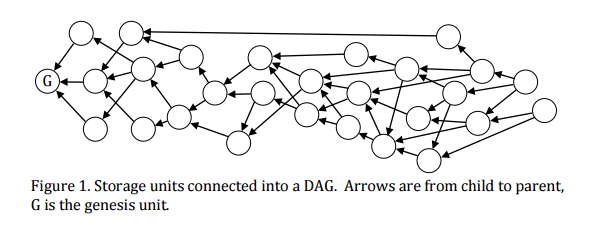 G
Figure 1. Storage units connected into a DAG. Arrows are from child to parent,
G is the genesis unit.